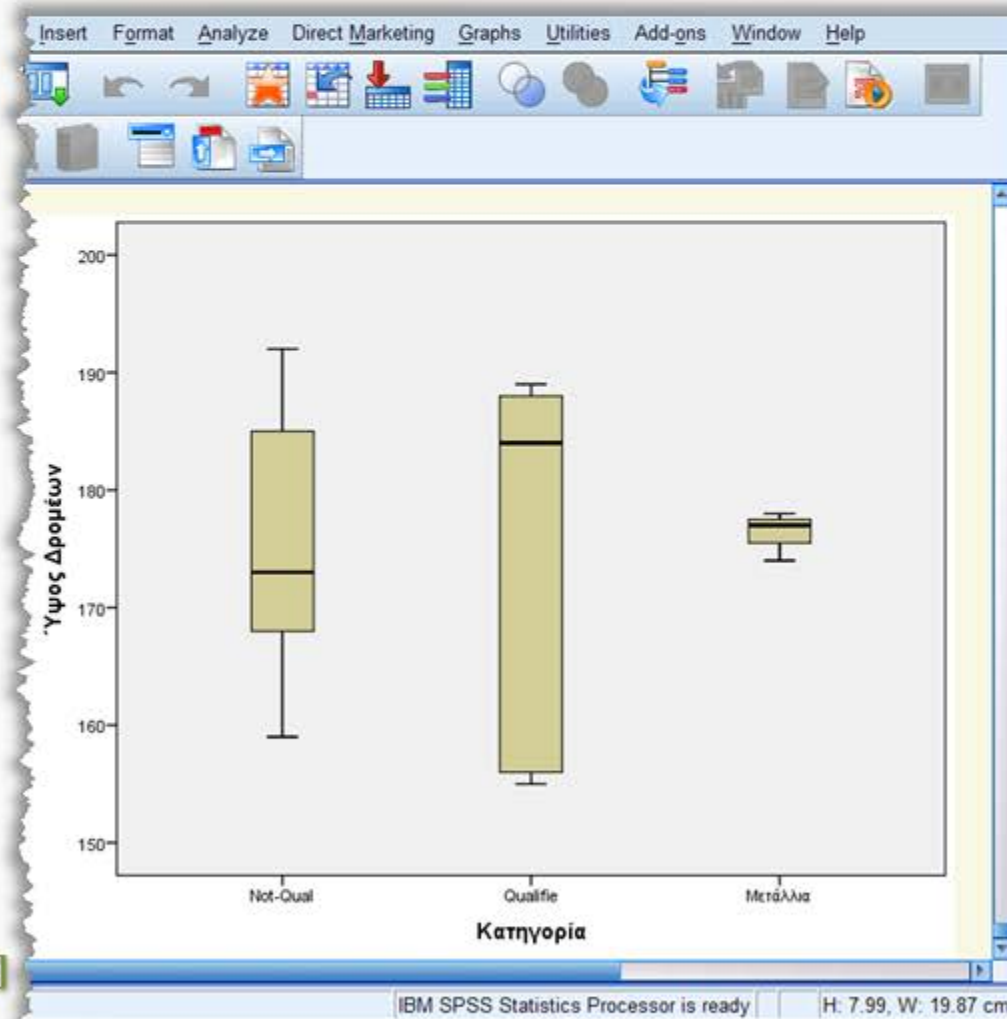 Insert Format Analyze Direct Marketing Graphs Utilities Add-ons Window Help
200
190
180
170
160
150
Ύψος Δρομέων
Not-Qual Qualifie Μετάλλια
Κατηγορία
IBM SPSS Statistics Processor is ready H: 7.99, W: 19.87 cm